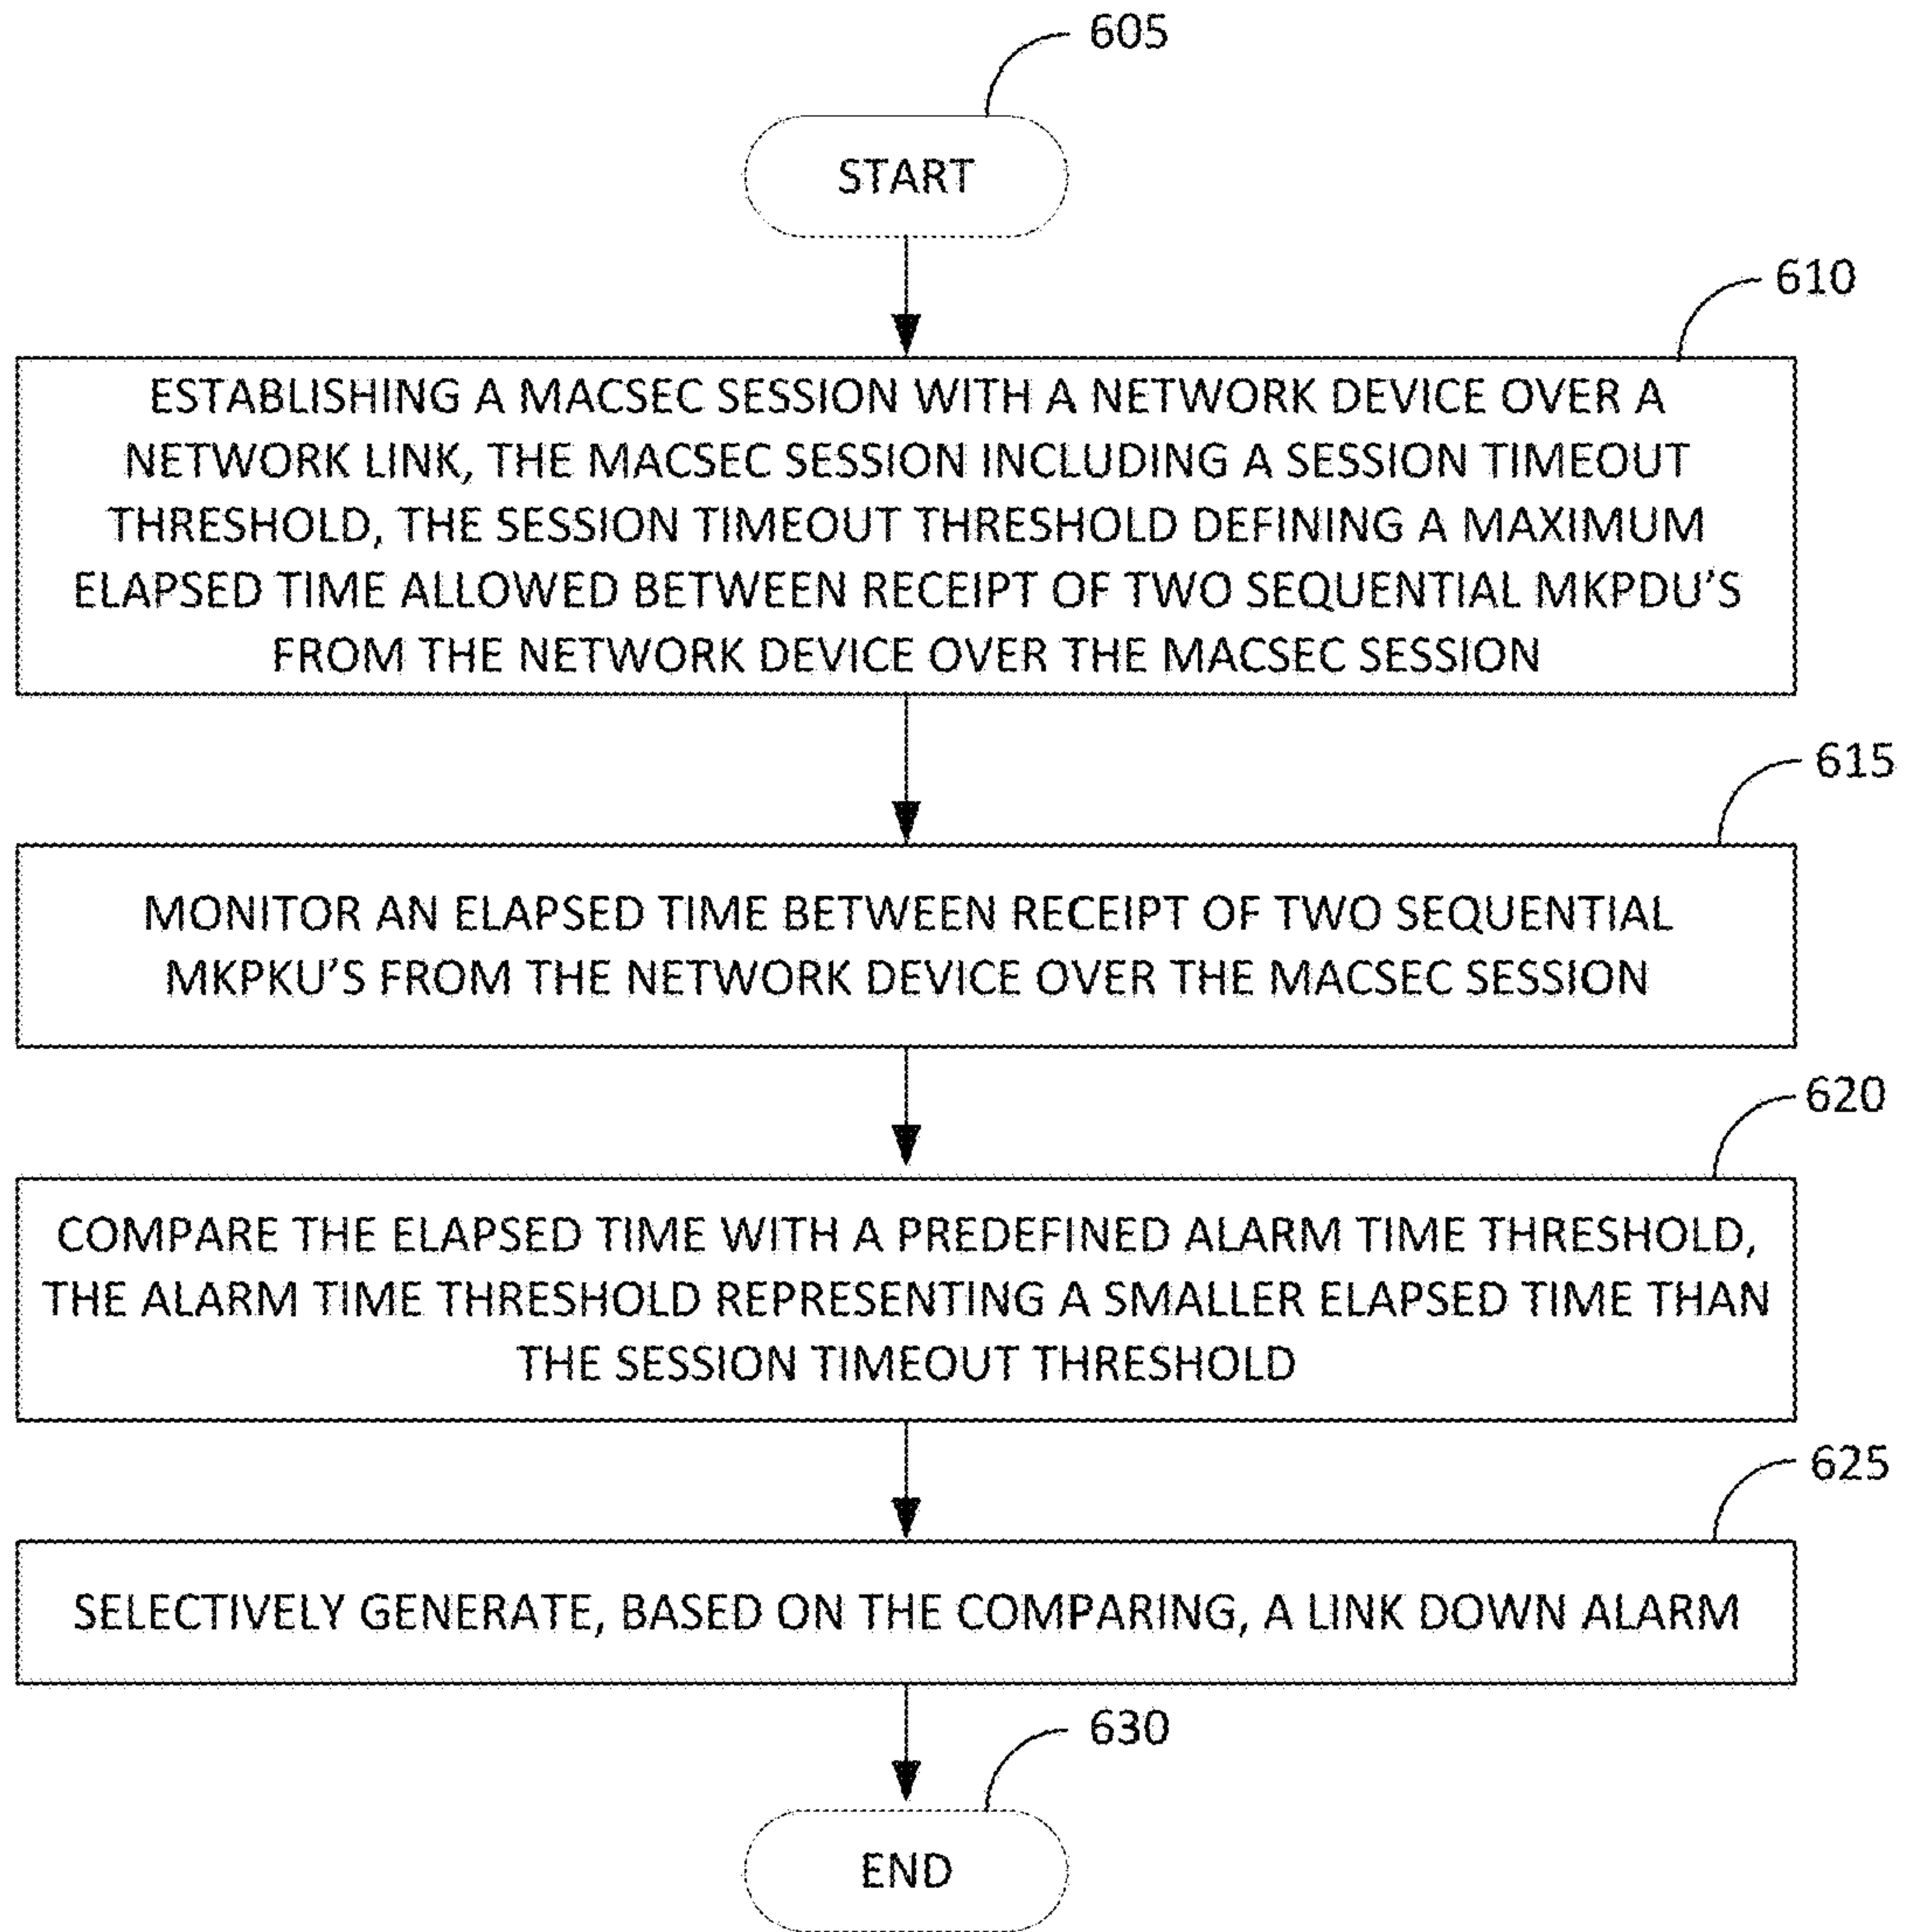 605
START
610
ESTABLISHING A MACSEC SESSION WITH A NETWORK DEVICE OVER A
NETWORK LINK, THE MACSEC SESSION INCLUDING A SESSION TIMEOUT
THRESHOLD, THE SESSION TIMEOUT THRESHOLD DEFINING A MAXIMUM
ELAPSED TIME ALLOWED BETWEEN RECEIPT OF TWO SEQUENTIAL MKPDU'S
FROM THE NETWORK DEVICE OVER THE MACSEC SESSION
615
MONITOR AN ELAPSED TIME BETWEEN RECEIPT OF TWO SEQUENTIAL
MKPKU'S FROM THE NETWORK DEVICE OVER THE MACSEC SESSION
620
COMPARE THE ELAPSED TIME WITH A PREDEFINED ALARM TIME THRESHOLD,
THE ALARM TIME THRESHOLD REPRESENTING A SMALLER ELAPSED TIME THAN
THE SESSION TIMEOUT THRESHOLD
625
SELECTIVELY GENERATE, BASED ON THE COMPARING, A LINK DOWN ALARM
630
END